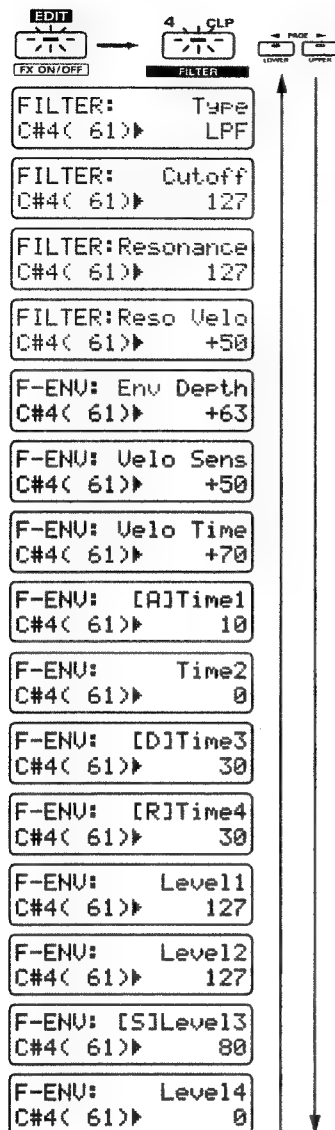 EDIT
4 CLP
◄ PAGE ►
FX ON/OFF
FILTER
LOWER UPPER
FILTER: Type
C#4( 61)▶ LPF
FILTER: Cutoff
C#4( 61)▶ 127
FILTER:Resonance
C#4( 61)▶ 127
FILTER:Reso Velo
C#4( 61)▶ +50
F-ENV: Env Depth
C#4( 61)▶ +63
F-ENV: Velo Sens
C#4( 61)▶ +50
F-ENV: Velo Time
C#4( 61)▶ +70
F-ENV: [A]Time1
C#4( 61)▶ 10
F-ENV: Time2
C#4( 61)▶ 0
F-ENV: [D]Time3
C#4( 61)▶ 30
F-ENV: [R]Time4
C#4( 61)▶ 30
F-ENV: Level1
C#4( 61)▶ 127
F-ENV: Level2
C#4( 61)▶ 127
F-ENV: [S]Level3
C#4( 61)▶ 80
F-ENV: Level4
C#4( 61)▶ 0